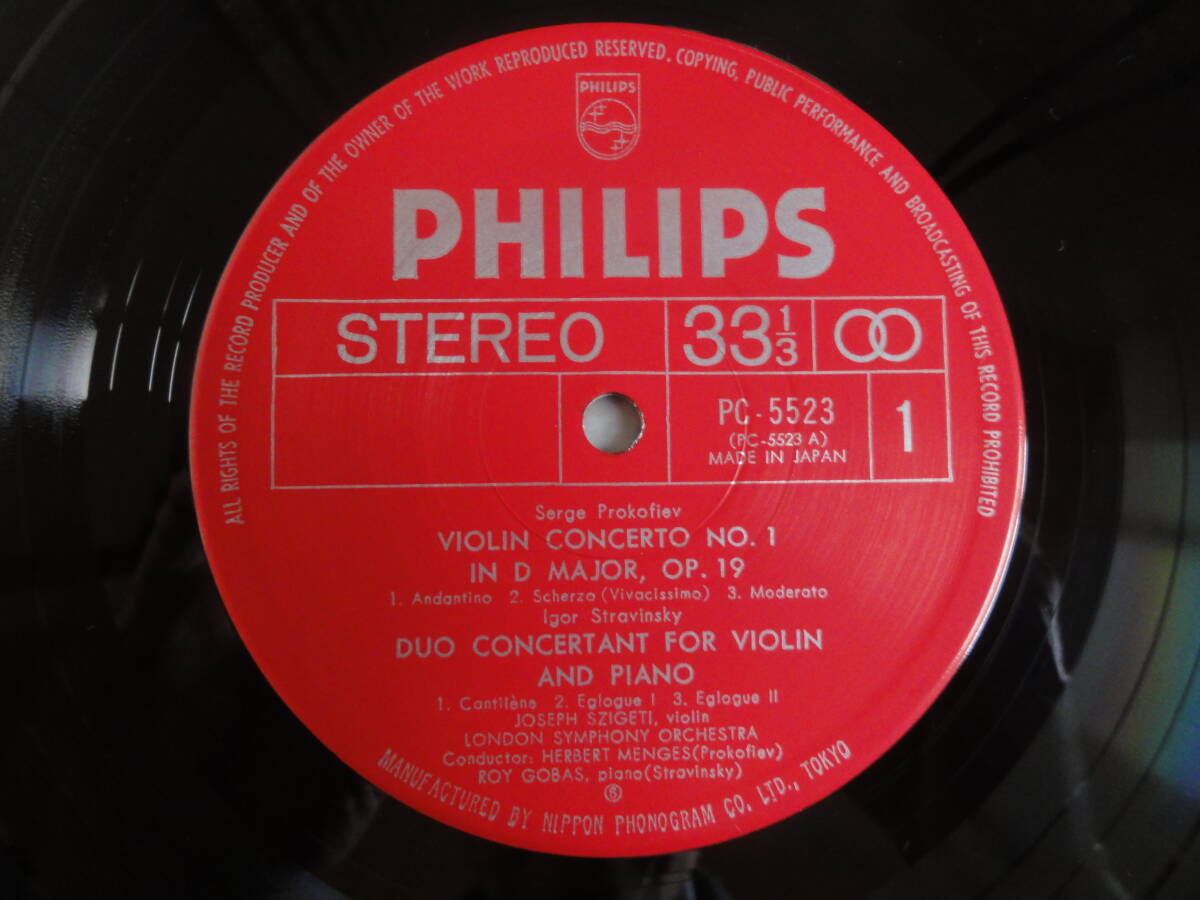 ALL RIGHTS OF THE RECORD PRODUCER AND OF THE OWNER OF THE WORK REPRODUCED RESERVED. COPYING, PUBLIC PERFORMANCE AND BROADCASTING OF THIS RECORD PROHIBITED
PHILIPS
PHILIPS
STEREO 33 1/3
PC-5523
(PC-5523 A)
MADE IN JAPAN
1
Serge Prokofiev
VIOLIN CONCERTO NO. 1
IN D MAJOR, OP. 19
1. Andantino 2. Scherzo (Vivacissimo) 3. Moderato
Igor Stravinsky
DUO CONCERTANT FOR VIOLIN
AND PIANO
1. Cantilène 2. Eglogue I 3. Eglogue II
JOSEPH SZIGETI, violin
LONDON SYMPHONY ORCHESTRA
Conductor: HERBERT MENGES (Prokofiev)
ROY GOBAS, piano (Stravinsky)
MANUFACTURED BY NIPPON PHONOGRAM CO. LTD., TOKYO